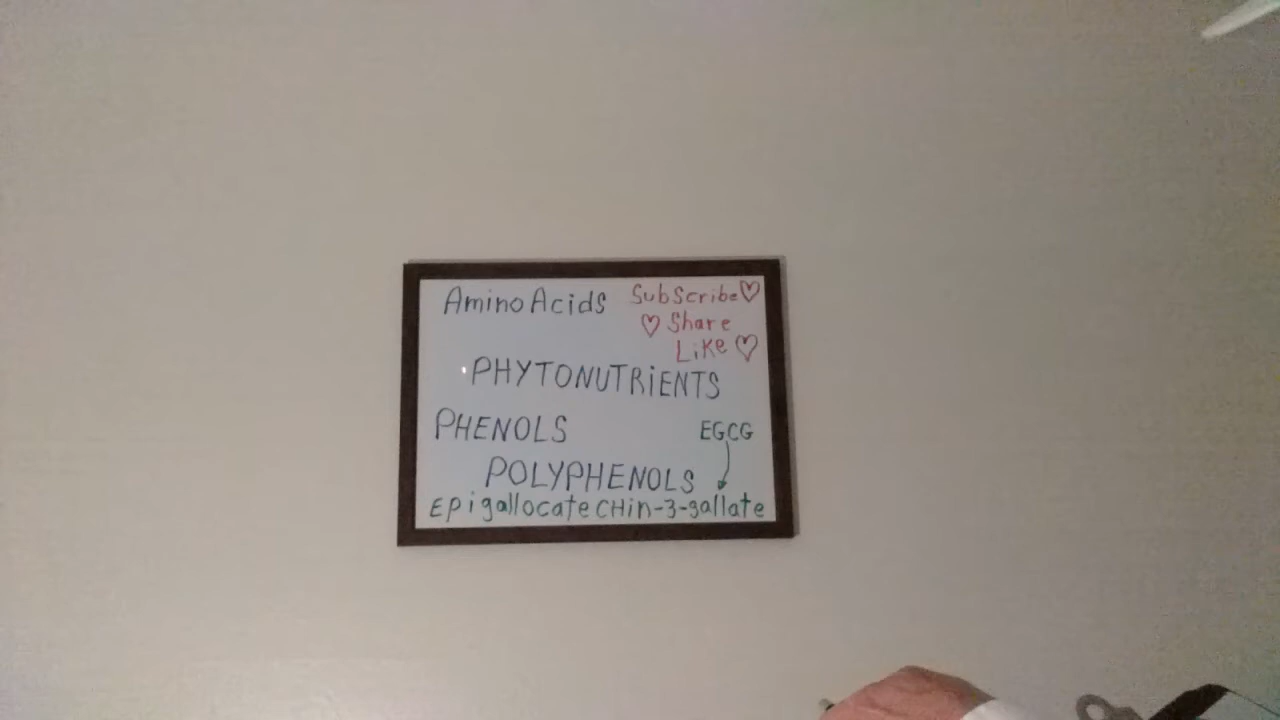 Amino Acids
Subscribe♡
♡ Share
Like ♡
PHYTONUTRiENTS
PHENOLS
EGCG
POLYPHENOLS
EpigallocateCHin-3-gallate